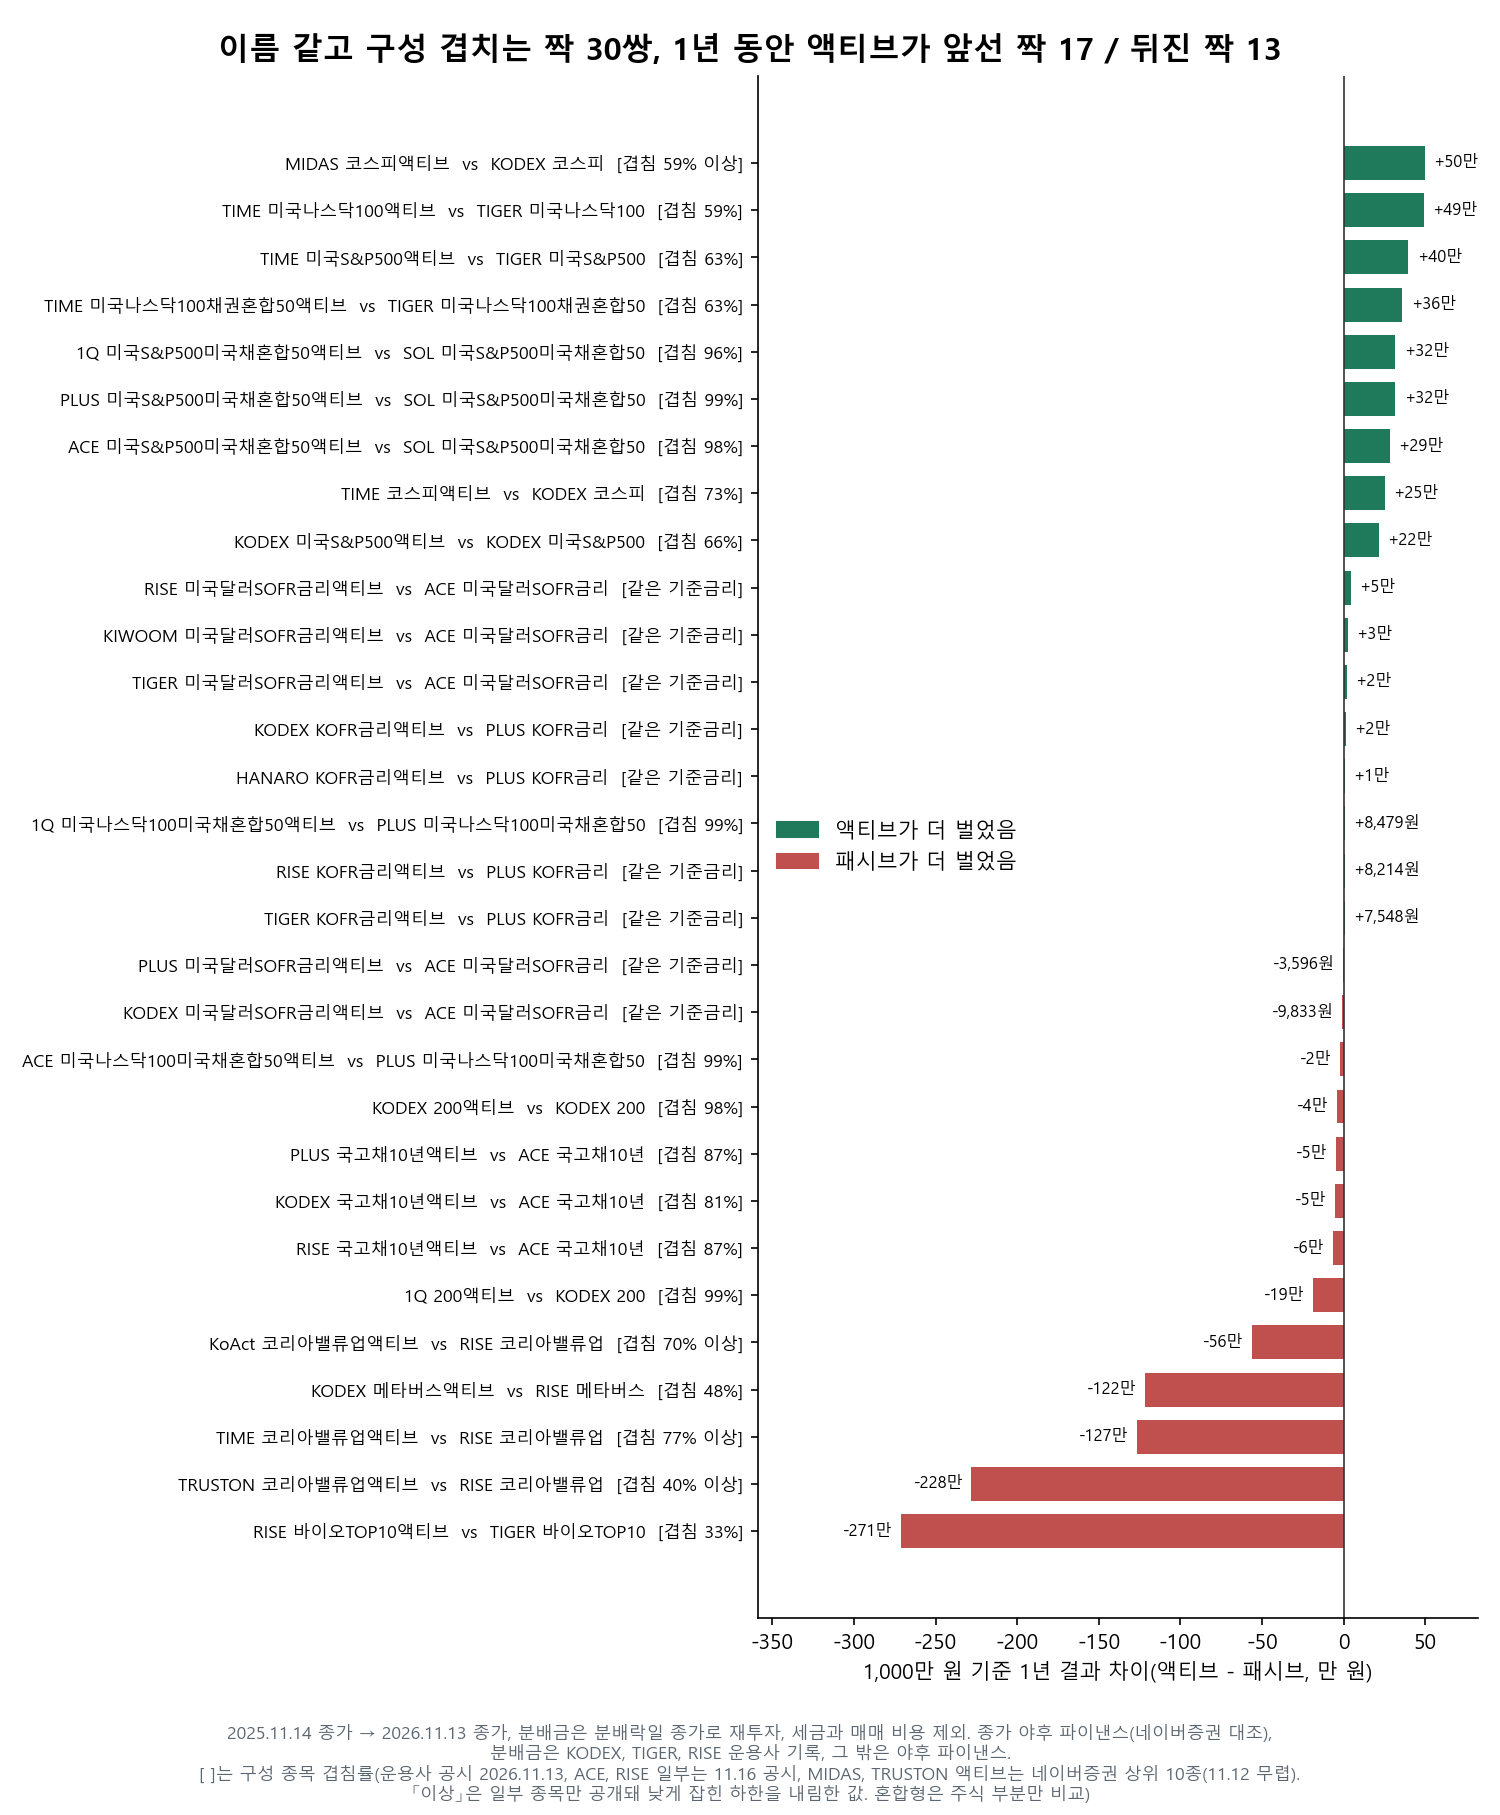 이름 같고 구성 겹치는 짝 30쌍, 1년 동안 액티브가 앞선 짝 17 / 뒤진 짝 13
MIDAS 코스피액티브 vs KODEX 코스피 [겹침 59% 이상] +50만
TIME 미국나스닥100액티브 vs TIGER 미국나스닥100 [겹침 59%] +49만
TIME 미국S&P500액티브 vs TIGER 미국S&P500 [겹침 63%] +40만
TIME 미국나스닥100채권혼합50액티브 vs TIGER 미국나스닥100채권혼합50 [겹침 63%] +36만
1Q 미국S&P500미국채혼합50액티브 vs SOL 미국S&P500미국채혼합50 [겹침 96%] +32만
PLUS 미국S&P500미국채혼합50액티브 vs SOL 미국S&P500미국채혼합50 [겹침 99%] +32만
ACE 미국S&P500미국채혼합50액티브 vs SOL 미국S&P500미국채혼합50 [겹침 98%] +29만
TIME 코스피액티브 vs KODEX 코스피 [겹침 73%] +25만
KODEX 미국S&P500액티브 vs KODEX 미국S&P500 [겹침 66%] +22만
RISE 미국달러SOFR금리액티브 vs ACE 미국달러SOFR금리 [같은 기준금리] +5만
KIWOOM 미국달러SOFR금리액티브 vs ACE 미국달러SOFR금리 [같은 기준금리] +3만
TIGER 미국달러SOFR금리액티브 vs ACE 미국달러SOFR금리 [같은 기준금리] +2만
KODEX KOFR금리액티브 vs PLUS KOFR금리 [같은 기준금리] +2만
HANARO KOFR금리액티브 vs PLUS KOFR금리 [같은 기준금리] +1만
1Q 미국나스닥100미국채혼합50액티브 vs PLUS 미국나스닥100미국채혼합50 [겹침 99%] +8,479원
액티브가 더 벌었음
패시브가 더 벌었음
RISE KOFR금리액티브 vs PLUS KOFR금리 [같은 기준금리] +8,214원
TIGER KOFR금리액티브 vs PLUS KOFR금리 [같은 기준금리] +7,548원
PLUS 미국달러SOFR금리액티브 vs ACE 미국달러SOFR금리 [같은 기준금리] -3,596원
KODEX 미국달러SOFR금리액티브 vs ACE 미국달러SOFR금리 [같은 기준금리] -9,833원
ACE 미국나스닥100미국채혼합50액티브 vs PLUS 미국나스닥100미국채혼합50 [겹침 99%] -2만
KODEX 200액티브 vs KODEX 200 [겹침 98%] -4만
PLUS 국고채10년액티브 vs ACE 국고채10년 [겹침 87%] -5만
KODEX 국고채10년액티브 vs ACE 국고채10년 [겹침 81%] -5만
RISE 국고채10년액티브 vs ACE 국고채10년 [겹침 87%] -6만
1Q 200액티브 vs KODEX 200 [겹침 99%] -19만
KoAct 코리아밸류업액티브 vs RISE 코리아밸류업 [겹침 70% 이상] -56만
KODEX 메타버스액티브 vs RISE 메타버스 [겹침 48%] -122만
TIME 코리아밸류업액티브 vs RISE 코리아밸류업 [겹침 77% 이상] -127만
TRUSTON 코리아밸류업액티브 vs RISE 코리아밸류업 [겹침 40% 이상] -228만
RISE 바이오TOP10액티브 vs TIGER 바이오TOP10 [겹침 33%] -271만
-350 -300 -250 -200 -150 -100 -50 0 50
1,000만 원 기준 1년 결과 차이(액티브 - 패시브, 만 원)
2025.11.14 종가 → 2026.11.13 종가, 분배금은 분배락일 종가로 재투자, 세금과 매매 비용 제외. 종가 야후 파이낸스(네이버증권 대조),
분배금은 KODEX, TIGER, RISE 운용사 기록, 그 밖은 야후 파이낸스.
[ ]는 구성 종목 겹침률(운용사 공시 2026.11.13, ACE, RISE 일부는 11.16 공시, MIDAS, TRUSTON 액티브는 네이버증권 상위 10종(11.12 무렵).
「이상」은 일부 종목만 공개돼 낮게 잡힌 하한을 내림한 값. 혼합형은 주식 부분만 비교)